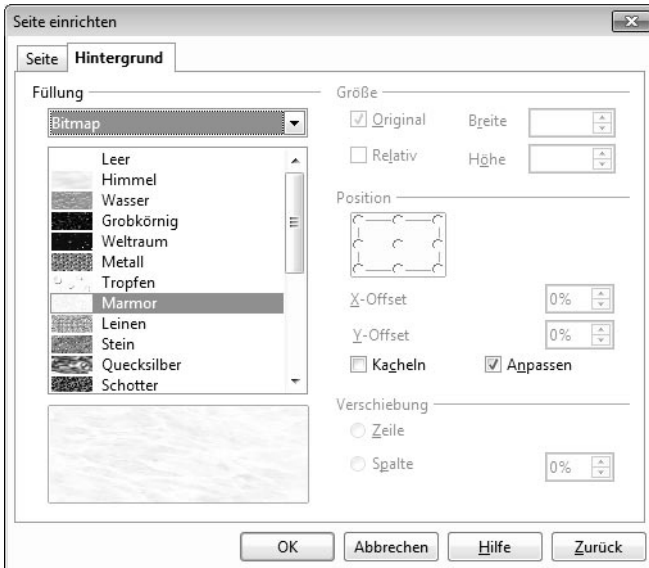 Seite einrichten
Seite Hintergrund
Füllung
Bitmap
Leer
Himmel
Wasser
Grobkörnig
Weltraum
Metall
Tropfen
Marmor
Leinen
Stein
Quecksilber
Schotter
Größe
Original Breite
Relativ Höhe
Position
X-Offset 0%
Y-Offset 0%
Kacheln Anpassen
Verschiebung
Zeile
Spalte 0%
OK Abbrechen Hilfe Zurück